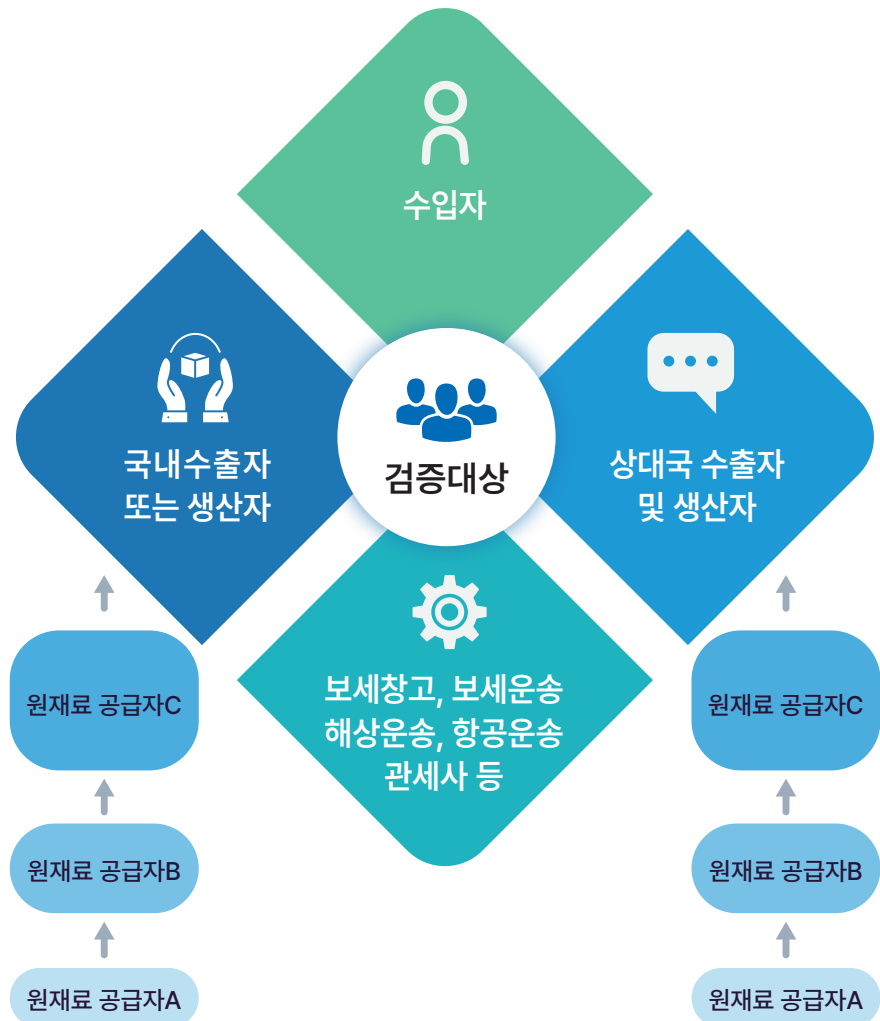 수입자
국내수출자
또는 생산자
검증대상
상대국 수출자
및 생산자
보세창고, 보세운송
해상운송, 항공운송
관세사 등
원재료 공급자C
원재료 공급자B
원재료 공급자A
원재료 공급자C
원재료 공급자B
원재료 공급자A